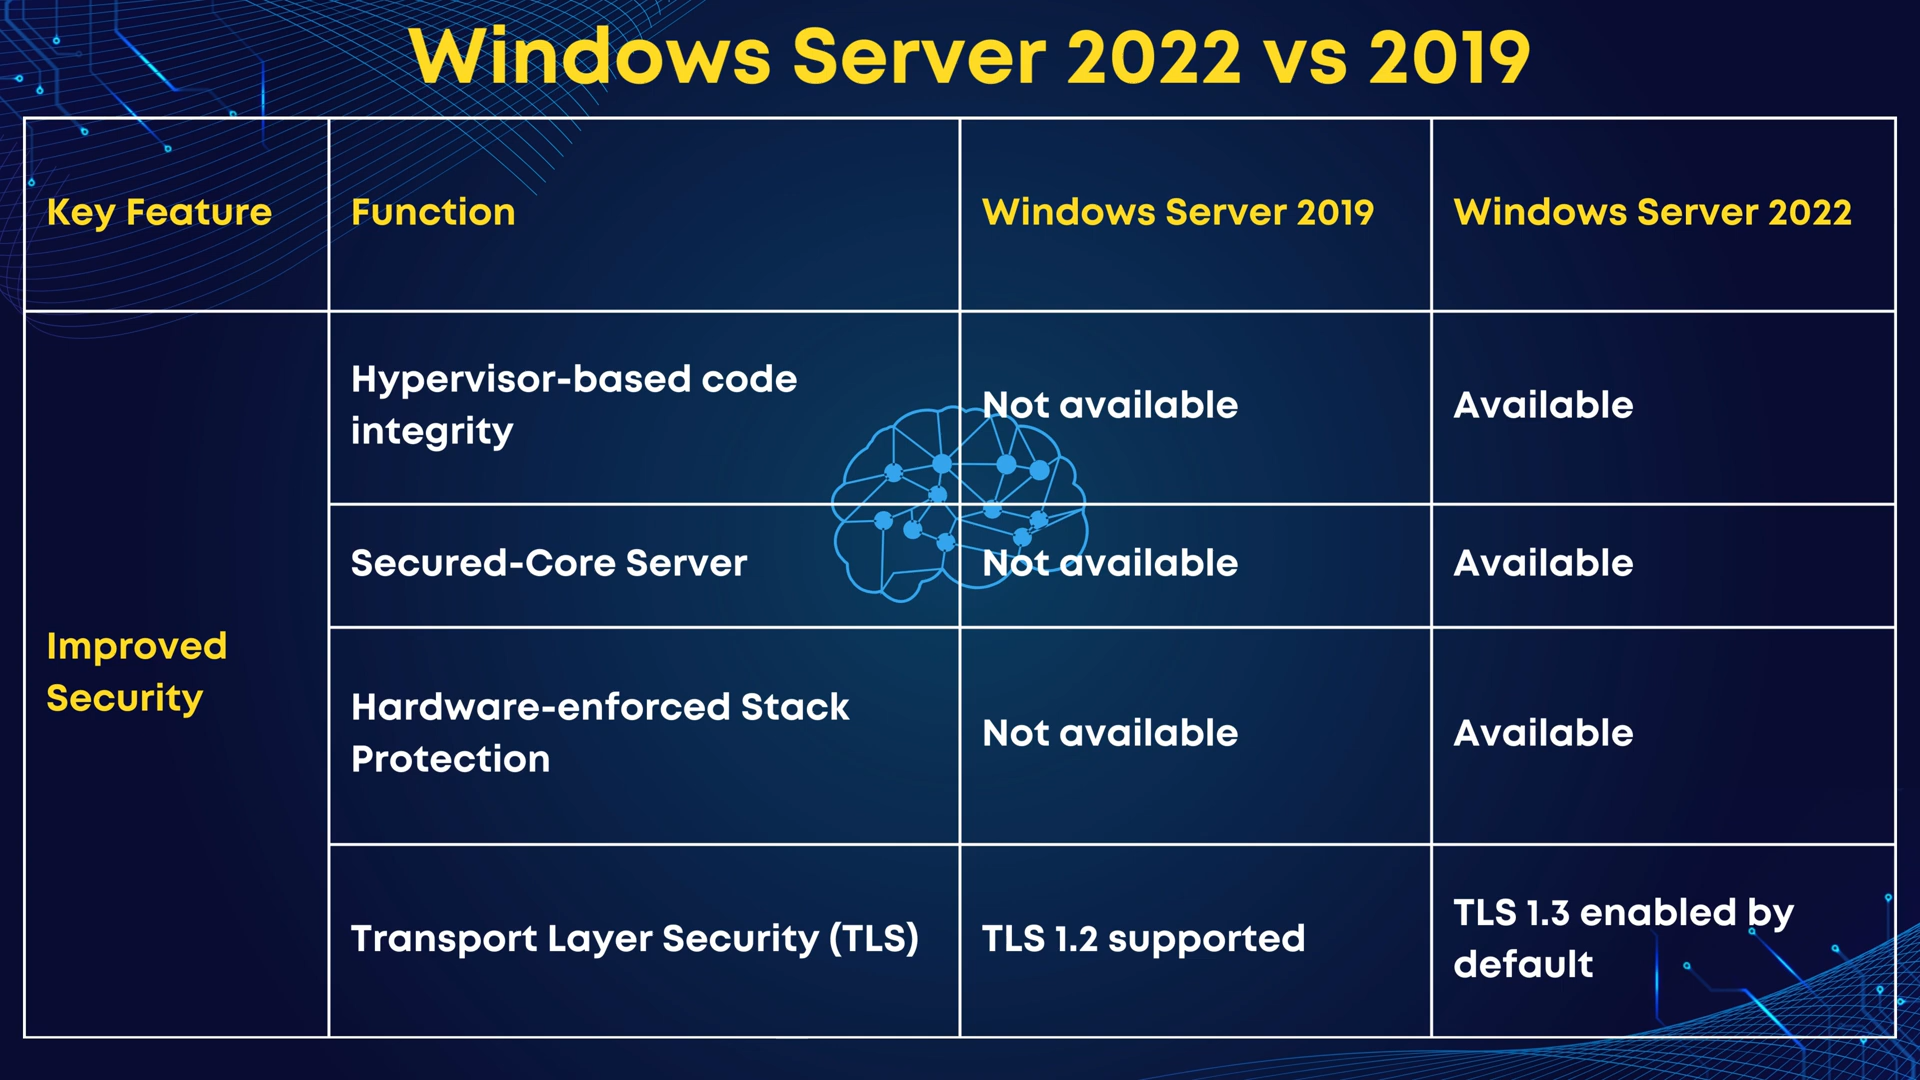 Windows Server 2022 vs 2019
Key Feature
Function
Windows Server 2019
Windows Server 2022
Improved
Security
Hypervisor-based code
integrity
Not available
Available
Secured-Core Server
Not available
Available
Hardware-enforced Stack
Protection
Not available
Available
Transport Layer Security (TLS)
TLS 1.2 supported
TLS 1.3 enabled by
default